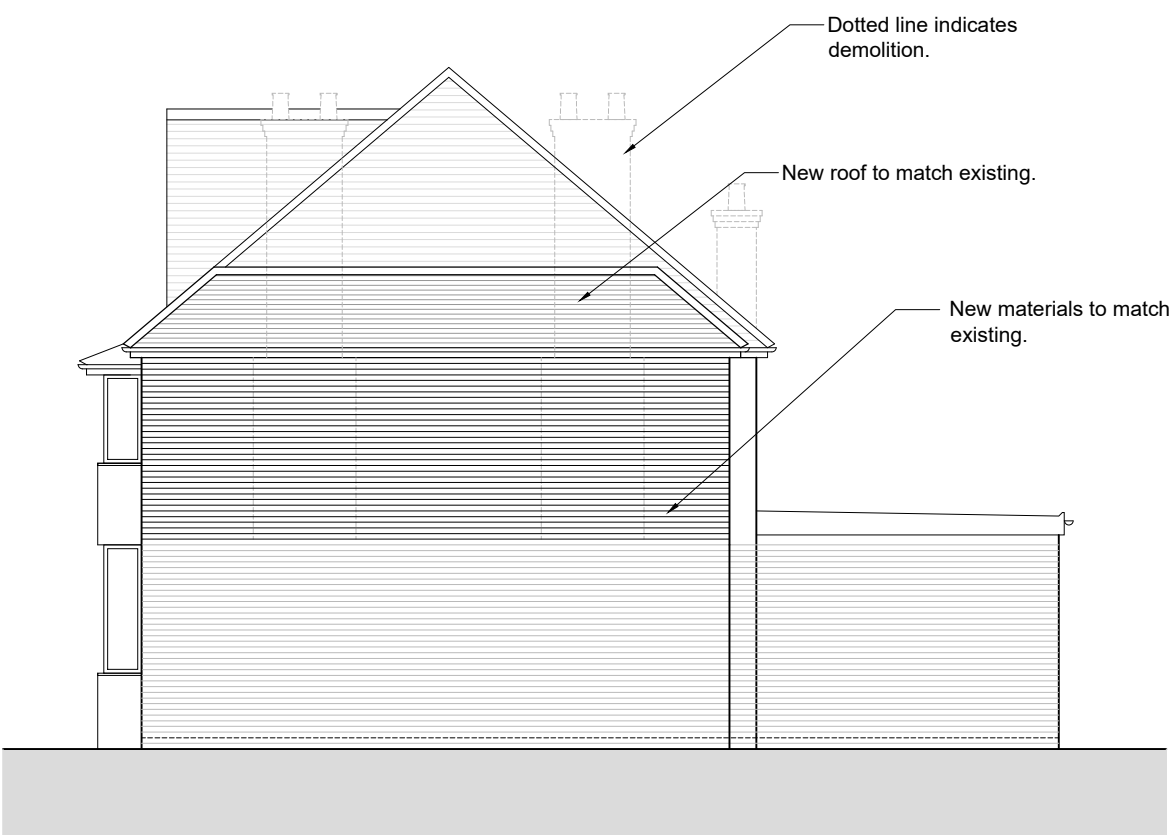 Dotted line indicates
demolition.
New roof to match existing.
New materials to match
existing.